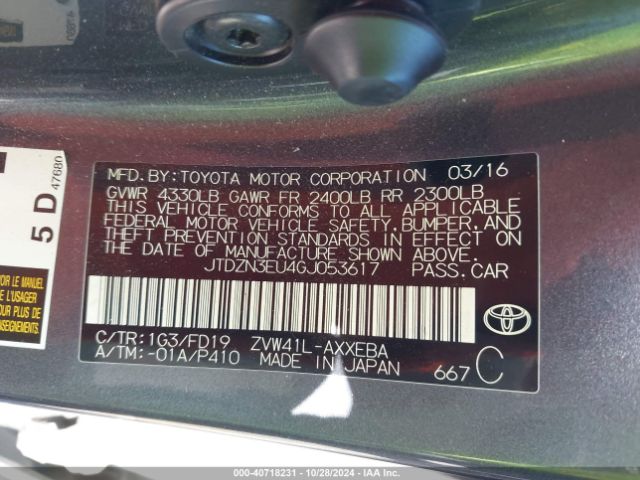 MFD. BY: TOYOTA MOTOR CORPORATION 03/16
GVWR 4330LB GAWR FR 2400LB RR 2300LB
THIS VEHICLE CONFORMS TO ALL APPLICABLE
FEDERAL MOTOR VEHICLE SAFETY, BUMPER, AND
THEFT PREVENTION STANDARDS IN EFFECT ON
THE DATE OF MANUFACTURE SHOWN ABOVE.
JTDZN3EU4GJ053617 PASS. CAR
C/TR: 1G3/FD19 ZVW41L-AXXEBA
A/TM: -01A/P410 MADE IN JAPAN
667 C
5 D 47680
L'USAGER
POUR
000-40718231 - 10/28/2024 - IAA Inc.